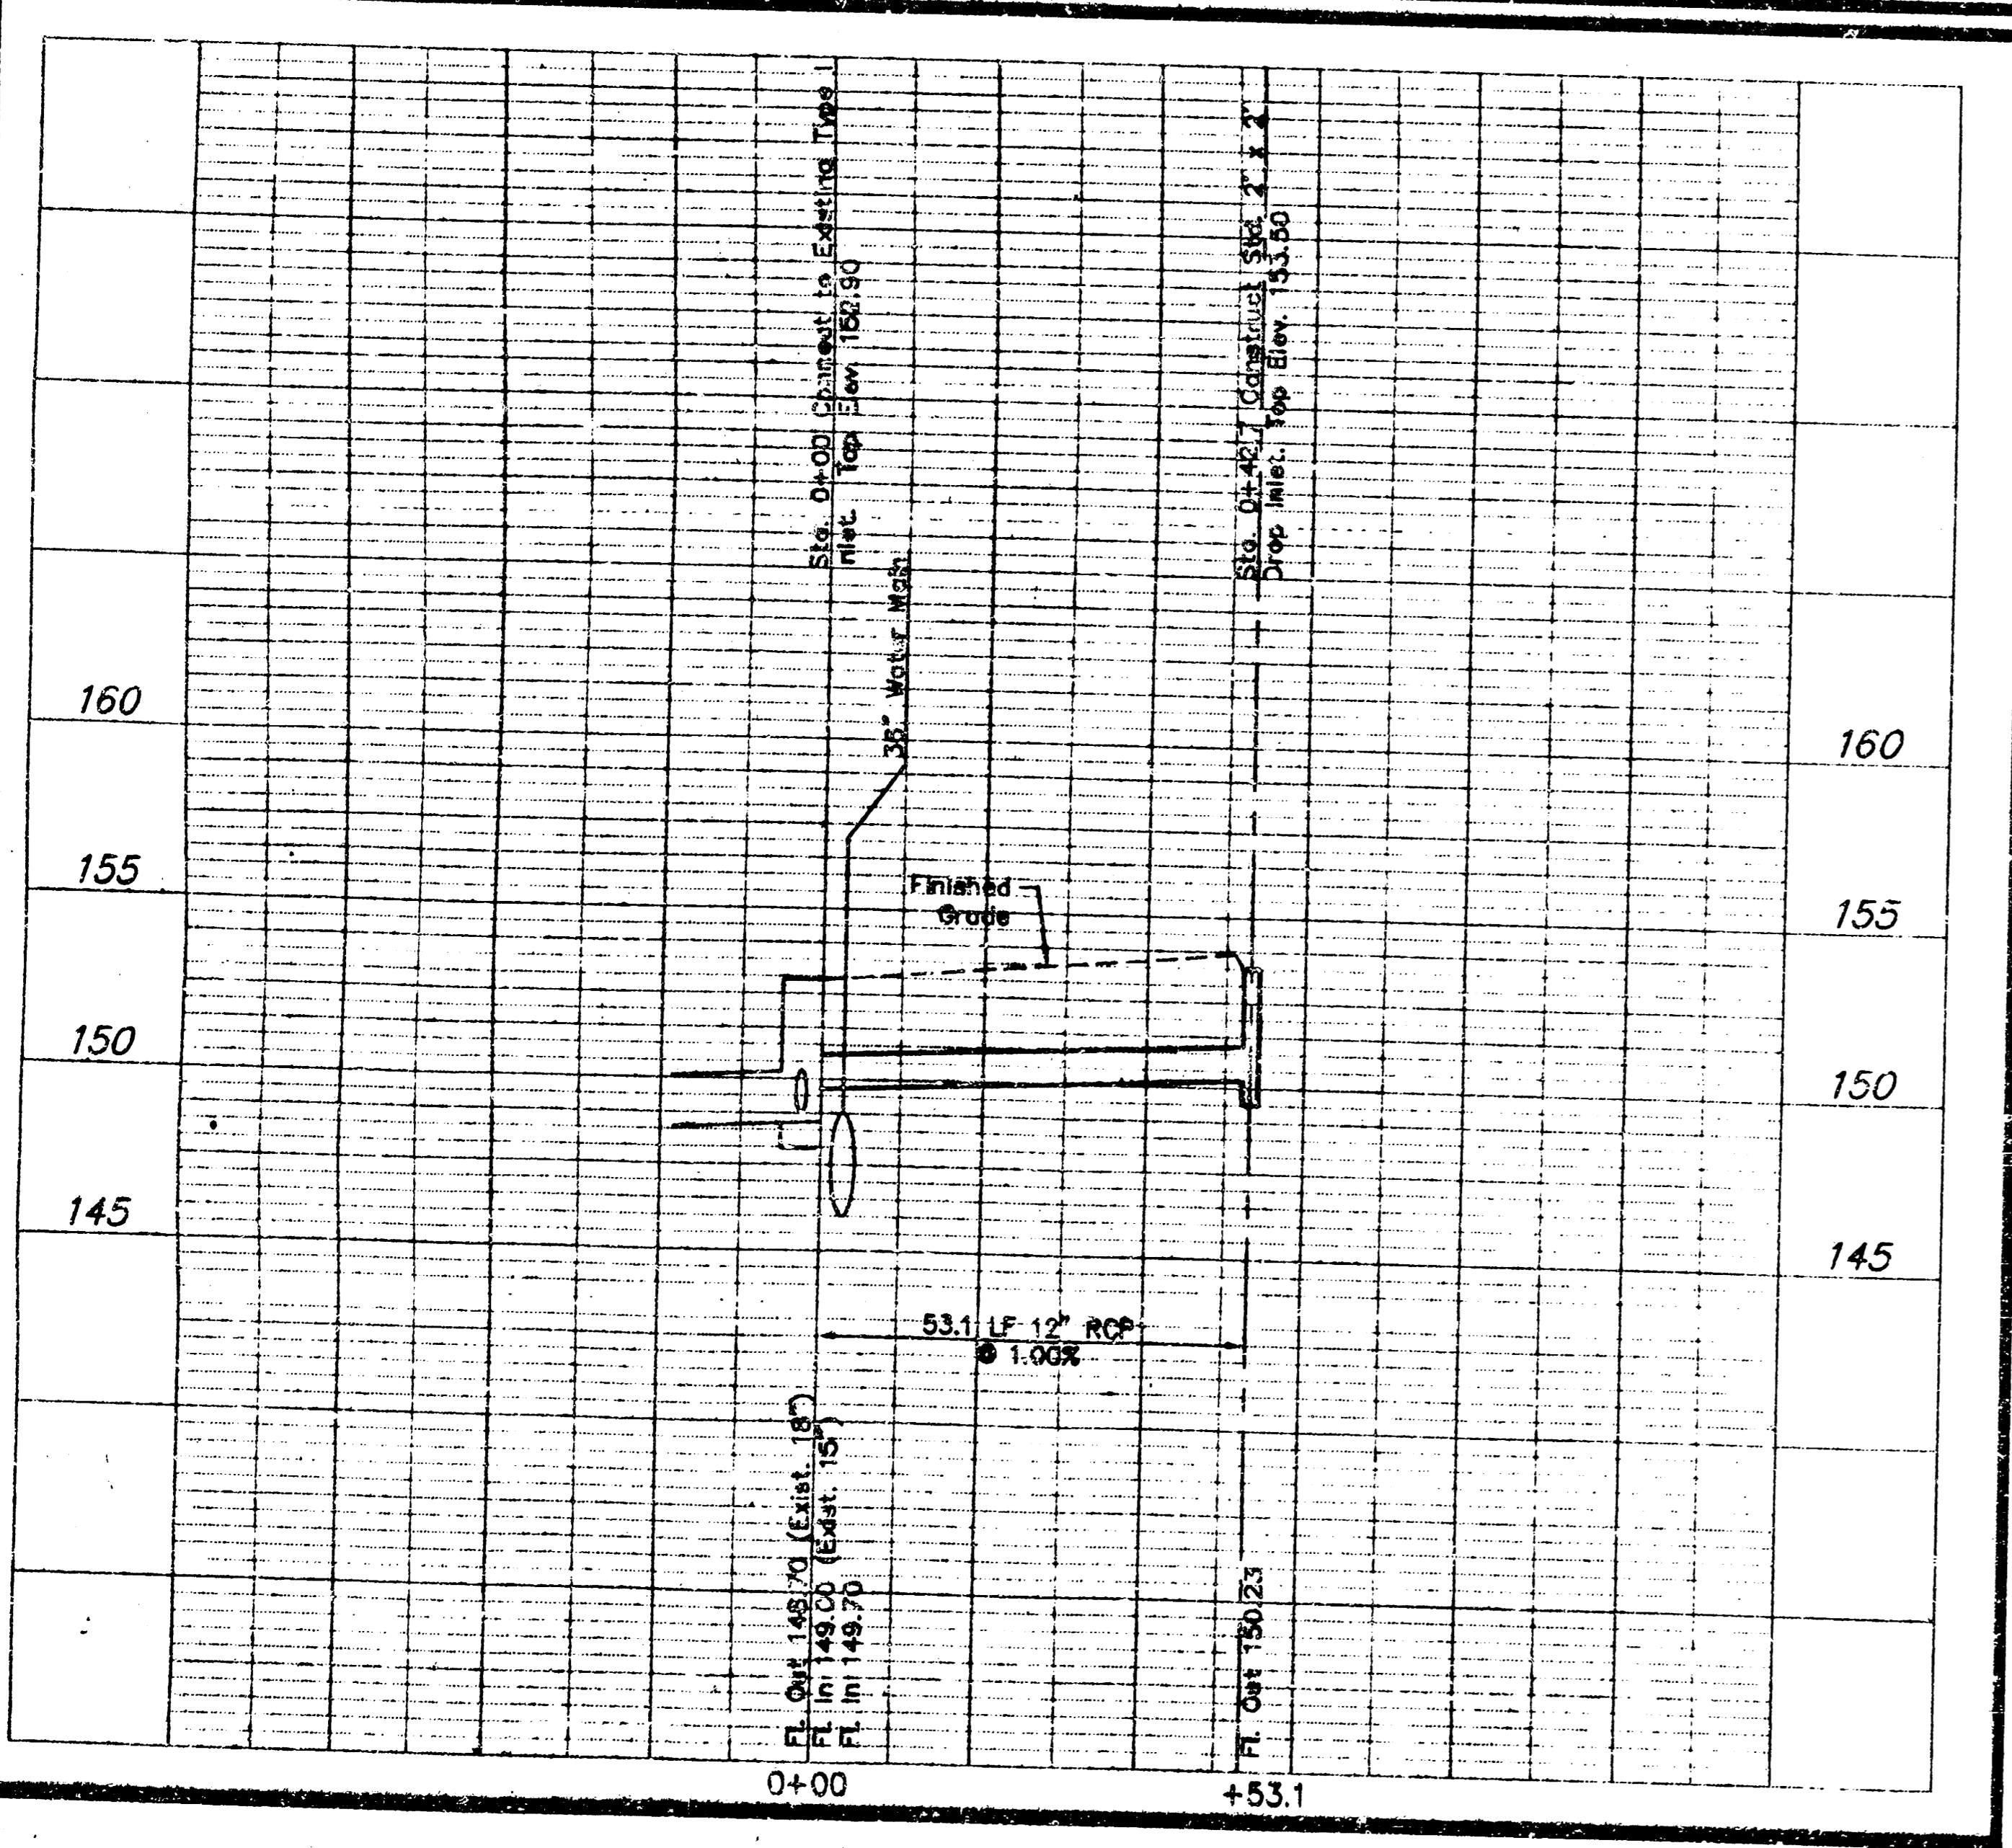 Sta. 0+00 Connect to Existing Type I
Inlet. Top Elev. 152.90
Sta. 0+42.7 Construct Std. 2' x 2'
Drop Inlet. Top Elev. 153.50
36" Water Main
160
160
155
155
Finished
Grade
150
150
145
145
53.1 LF 12" RCP
@ 1.00%
Fl. Out 148.70 (Exist. 18")
Fl. In 149.00 (Exist. 15")
Fl. In 149.70
Fl. Out 150.23
0+00
+53.1